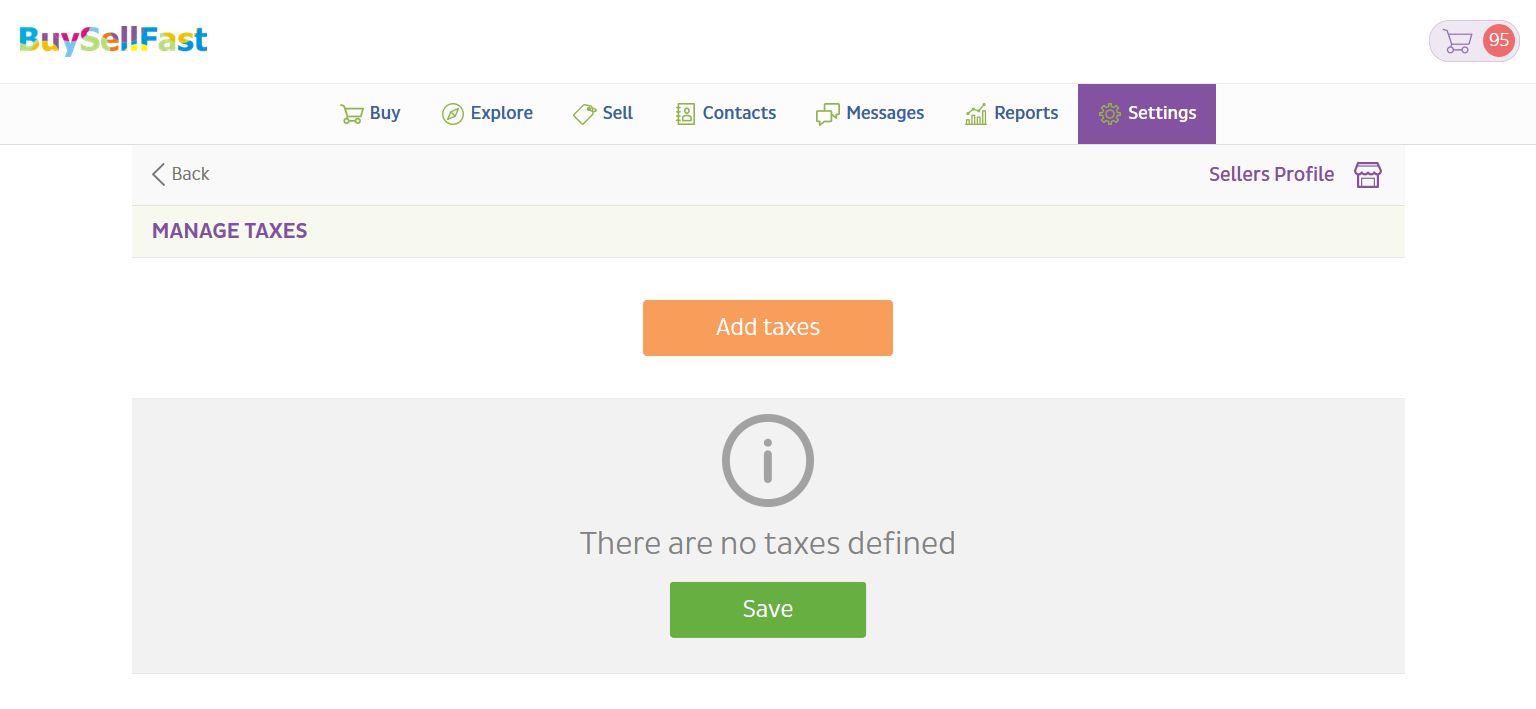 BuySellFast
95
Buy
Explore
Sell
Contacts
Messages
Reports
Settings
Back
Sellers Profile
MANAGE TAXES
Add taxes
There are no taxes defined
Save